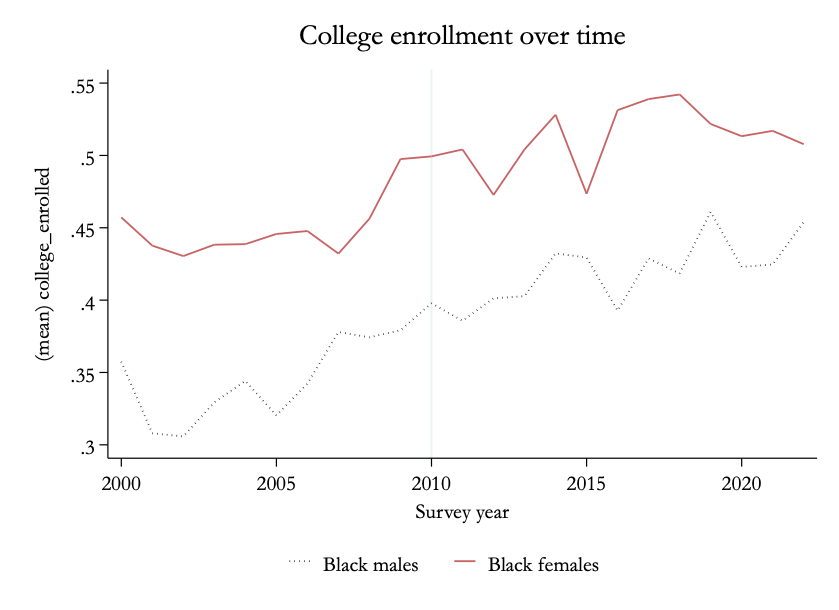 College enrollment over time
(mean) college_enrolled
.55
.5
.45
.4
.35
.3
2000 2005 2010 2015 2020
Survey year
Black males Black females